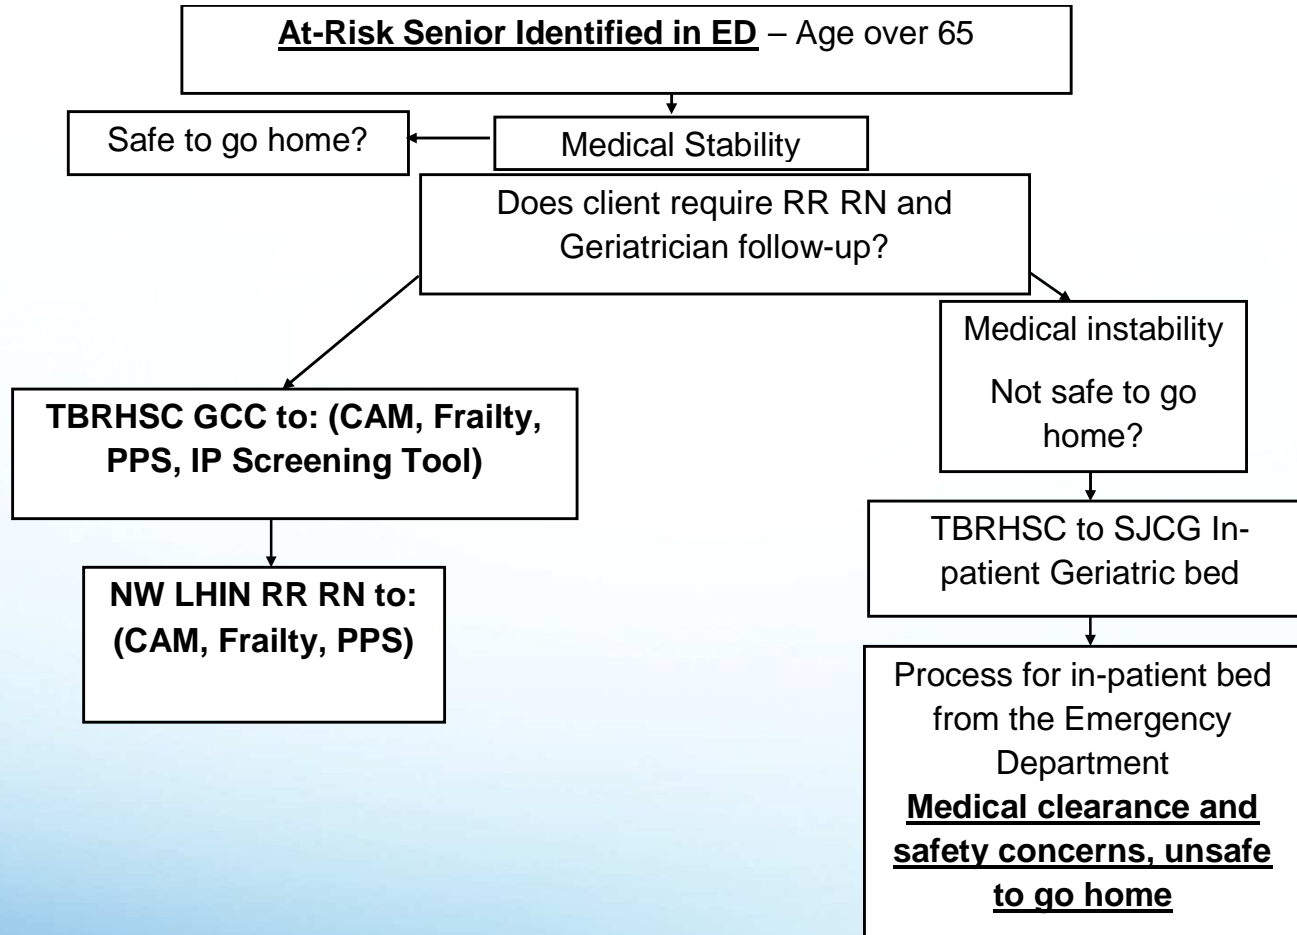 At-Risk Senior Identified in ED – Age over 65
Safe to go home?
Medical Stability
Does client require RR RN and
Geriatrician follow-up?
Medical instability
Not safe to go
home?
TBRHSC GCC to: (CAM, Frailty,
PPS, IP Screening Tool)
TBRHSC to SJCG In-
patient Geriatric bed
NW LHIN RR RN to:
(CAM, Frailty, PPS)
Process for in-patient bed
from the Emergency
Department
Medical clearance and
safety concerns, unsafe
to go home